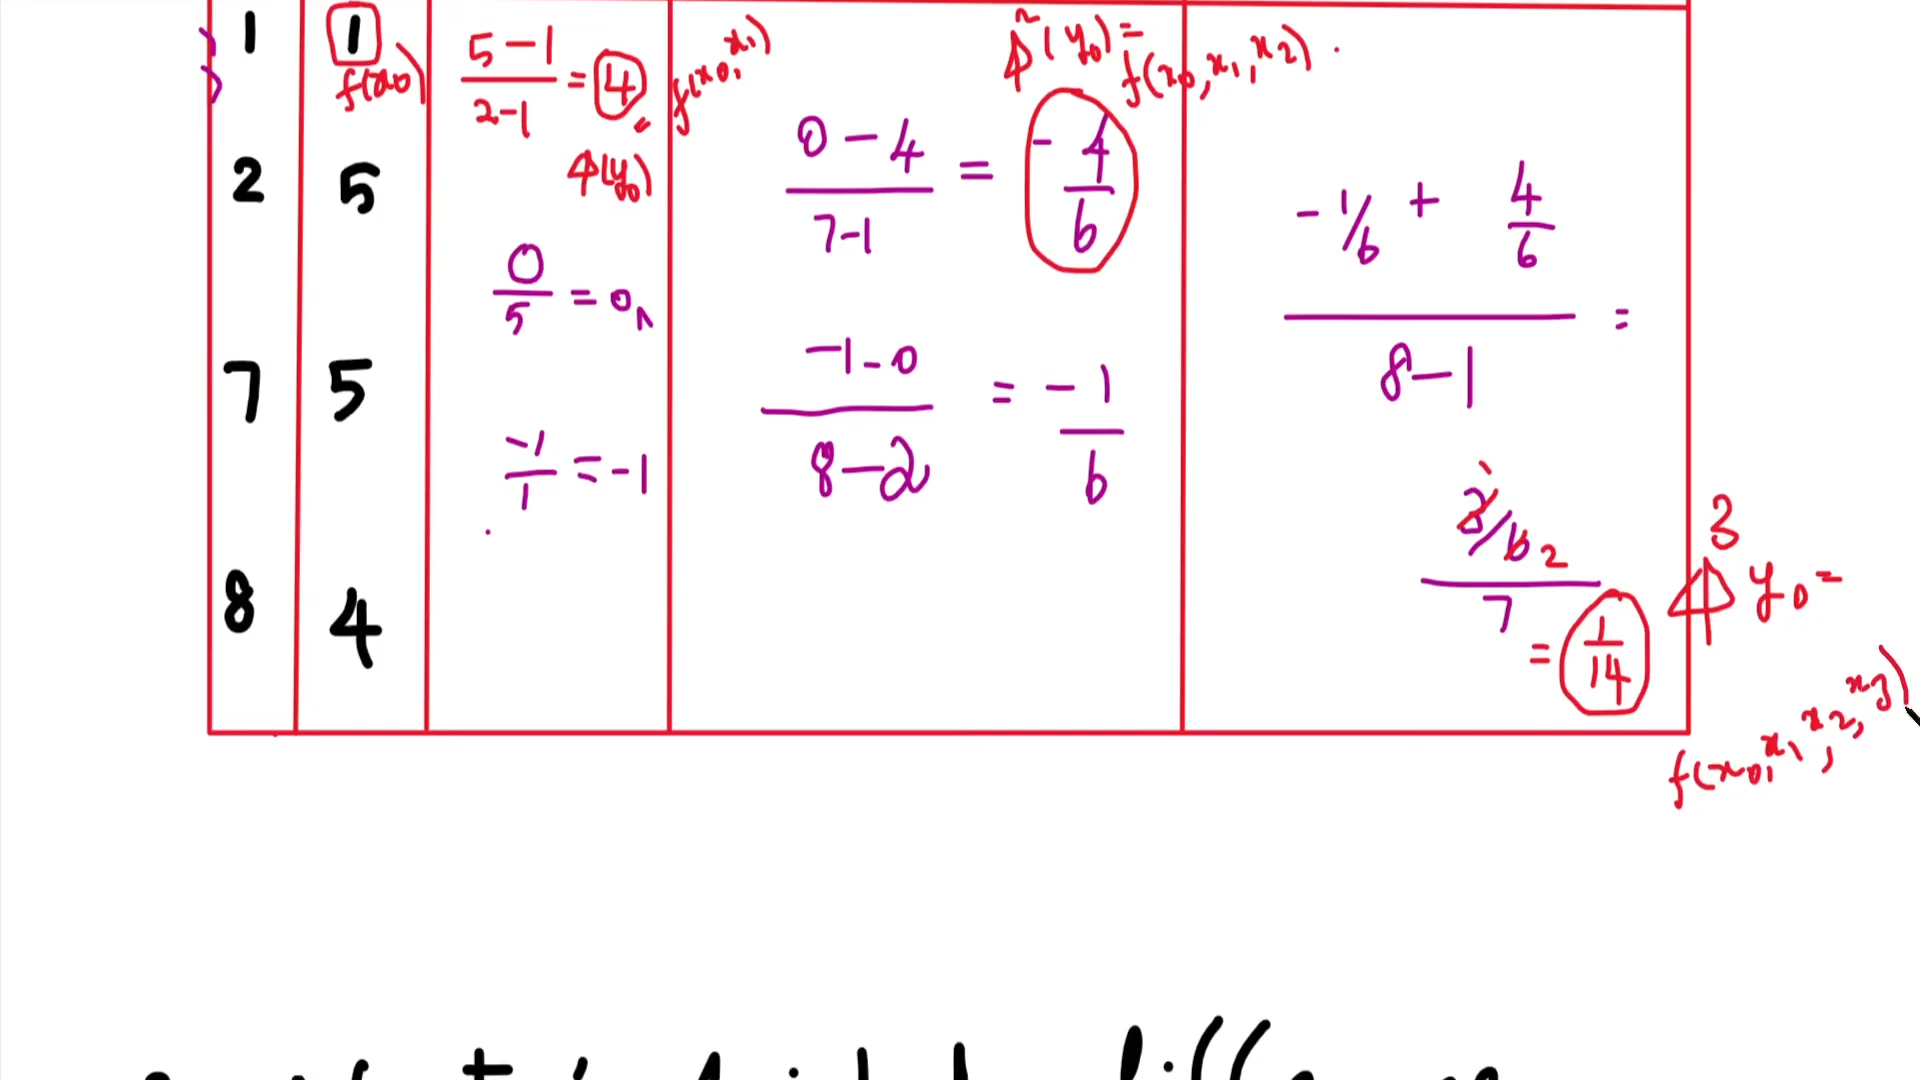 1 1 5-1/2-1 = 4 = f(x0, x1) ⍋²(y0) = f(x0, x1, x2).
f(x0)
⍋(y0)
0-4/7-1 = -4/6
2 5
-1/6 + 4/6 / 8-1 =
0/5 = 0
-1-0/8-2 = -1/6
7 5
-1/1 = -1
3/6 2 / 7 = 1/14
⍋³ y0 =
8 4
f(x0, x1, x2, x3)